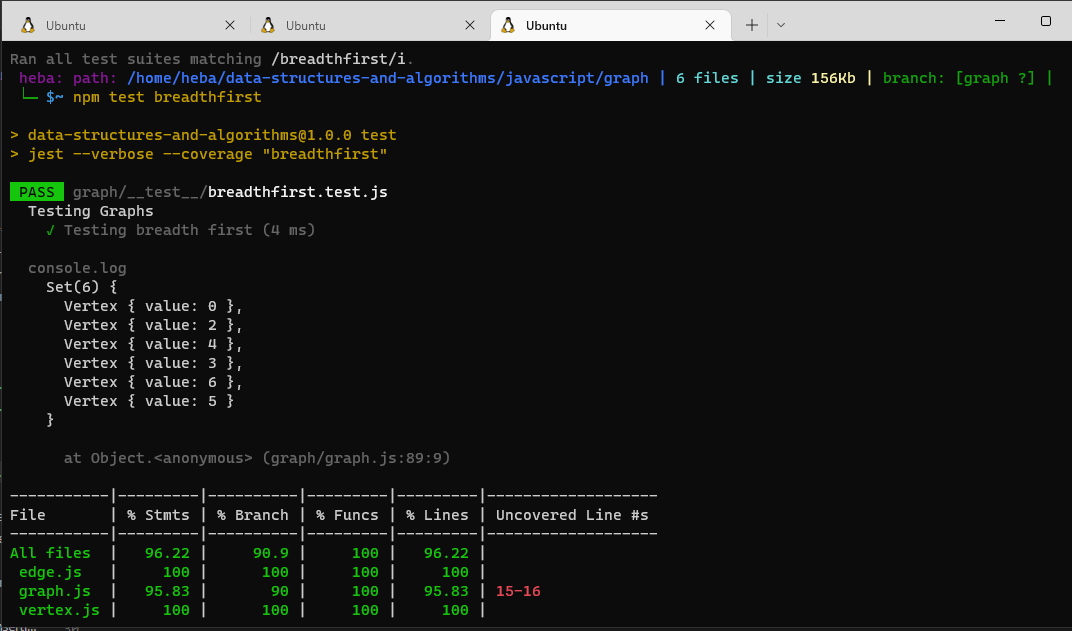 Ubuntu
Ubuntu
Ubuntu
Ran all test suites matching /breadthfirst/i.
heba: path: /home/heba/data-structures-and-algorithms/javascript/graph | 6 files | size 156Kb | branch: [graph ?] |
└─ $~ npm test breadthfirst
> data-structures-and-algorithms@1.0.0 test
> jest --verbose --coverage "breadthfirst"
PASS graph/__test__/breadthfirst.test.js
Testing Graphs
√ Testing breadth first (4 ms)
console.log
Set(6) {
Vertex { value: 0 },
Vertex { value: 2 },
Vertex { value: 4 },
Vertex { value: 3 },
Vertex { value: 6 },
Vertex { value: 5 }
}
at Object.<anonymous> (graph/graph.js:89:9)
-----------|---------|----------|---------|---------|-------------------
File | % Stmts | % Branch | % Funcs | % Lines | Uncovered Line #s
-----------|---------|----------|---------|---------|-------------------
All files | 96.22 | 90.9 | 100 | 96.22 |
edge.js | 100 | 100 | 100 | 100 |
graph.js | 95.83 | 90 | 100 | 95.83 | 15-16
vertex.js | 100 | 100 | 100 | 100 |